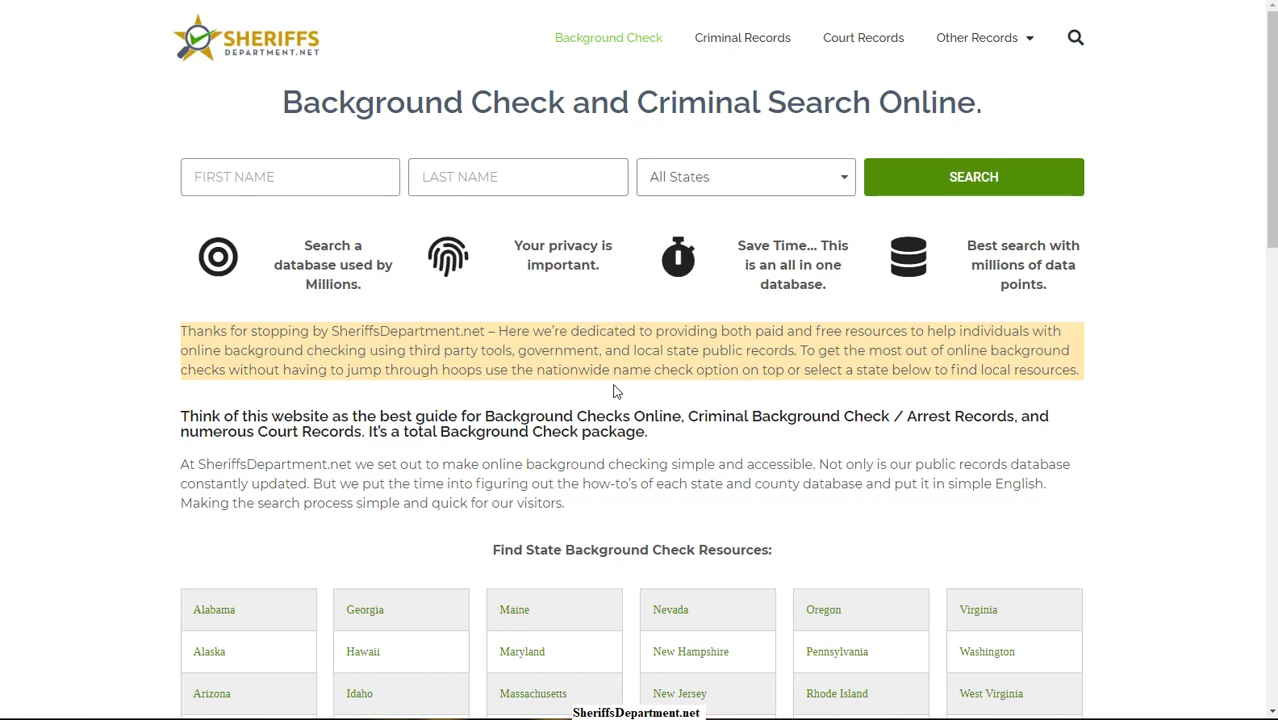 SHERIFFS
DEPARTMENT.NET
Background Check
Criminal Records
Court Records
Other Records
Background Check and Criminal Search Online.
FIRST NAME
LAST NAME
All States
SEARCH
Search a
database used by
Millions.
Your privacy is
important.
Save Time... This
is an all in one
database.
Best search with
millions of data
points.
Thanks for stopping by SheriffsDepartment.net – Here we're dedicated to providing both paid and free resources to help individuals with
online background checking using third party tools, government, and local state public records. To get the most out of online background
checks without having to jump through hoops use the nationwide name check option on top or select a state below to find local resources.
Think of this website as the best guide for Background Checks Online, Criminal Background Check / Arrest Records, and
numerous Court Records. It's a total Background Check package.
At SheriffsDepartment.net we set out to make online background checking simple and accessible. Not only is our public records database
constantly updated. But we put the time into figuring out the how-to's of each state and county database and put it in simple English.
Making the search process simple and quick for our visitors.
Find State Background Check Resources:
Alabama
Georgia
Maine
Nevada
Oregon
Virginia
Alaska
Hawaii
Maryland
New Hampshire
Pennsylvania
Washington
Arizona
Idaho
Massachusetts
New Jersey
Rhode Island
West Virginia
SheriffsDepartment.net